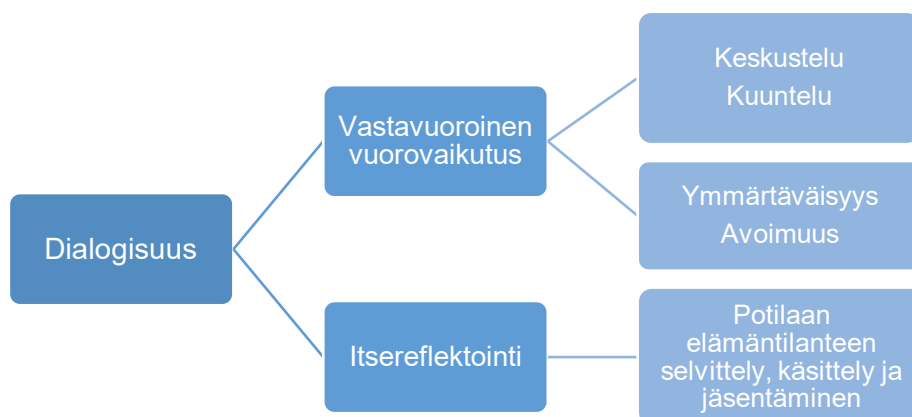 Dialogisuus
Vastavuoroinen
vuorovaikutus
Keskustelu
Kuuntelu
Ymmärtäväisyys
Avoimuus
Itsereflektointi
Potilaan
elämäntilanteen
selvittely, käsittely ja
jäsentäminen